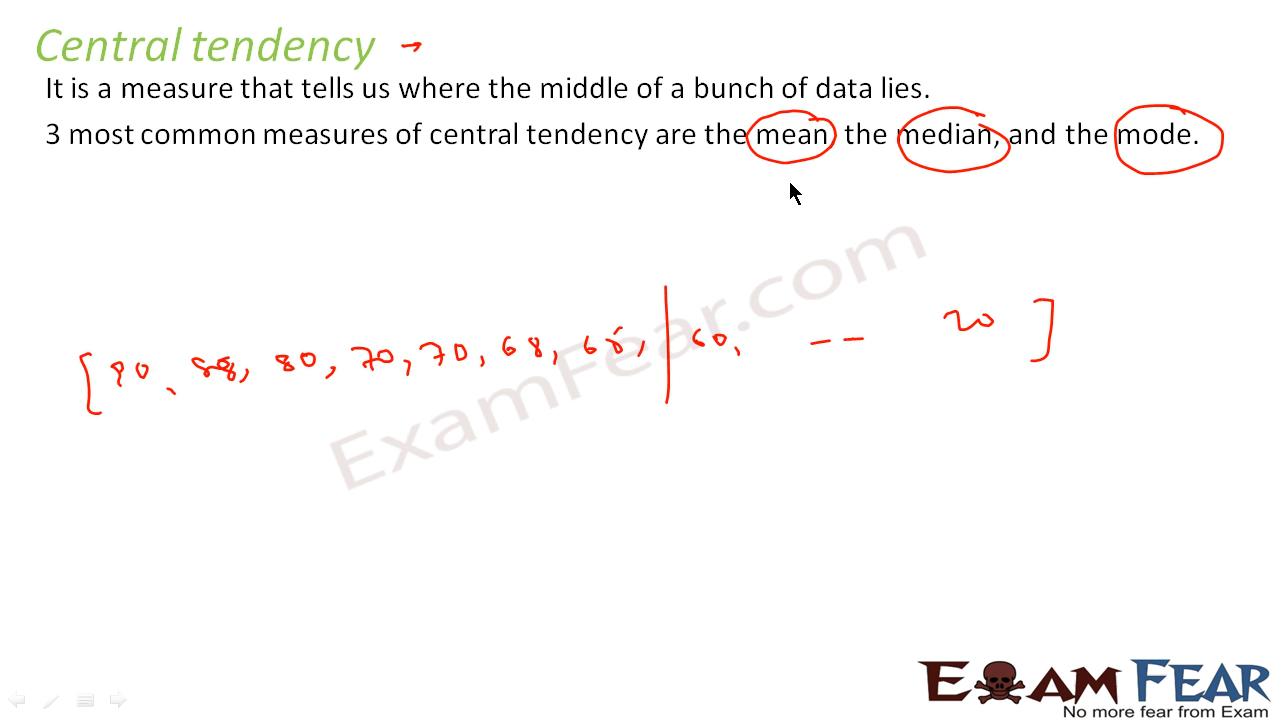 Central tendency →
It is a measure that tells us where the middle of a bunch of data lies.
3 most common measures of central tendency are the mean, the median, and the mode.
ExamFear.com
[ 90, 88, 80, 70, 70, 68, 68, | 60, -- 20 ]
EXAM FEAR
No more fear from Exam